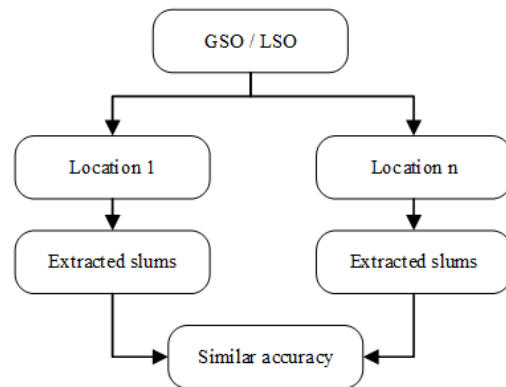 GSO / LSO
Location 1
Location n
Extracted slums
Extracted slums
Similar accuracy